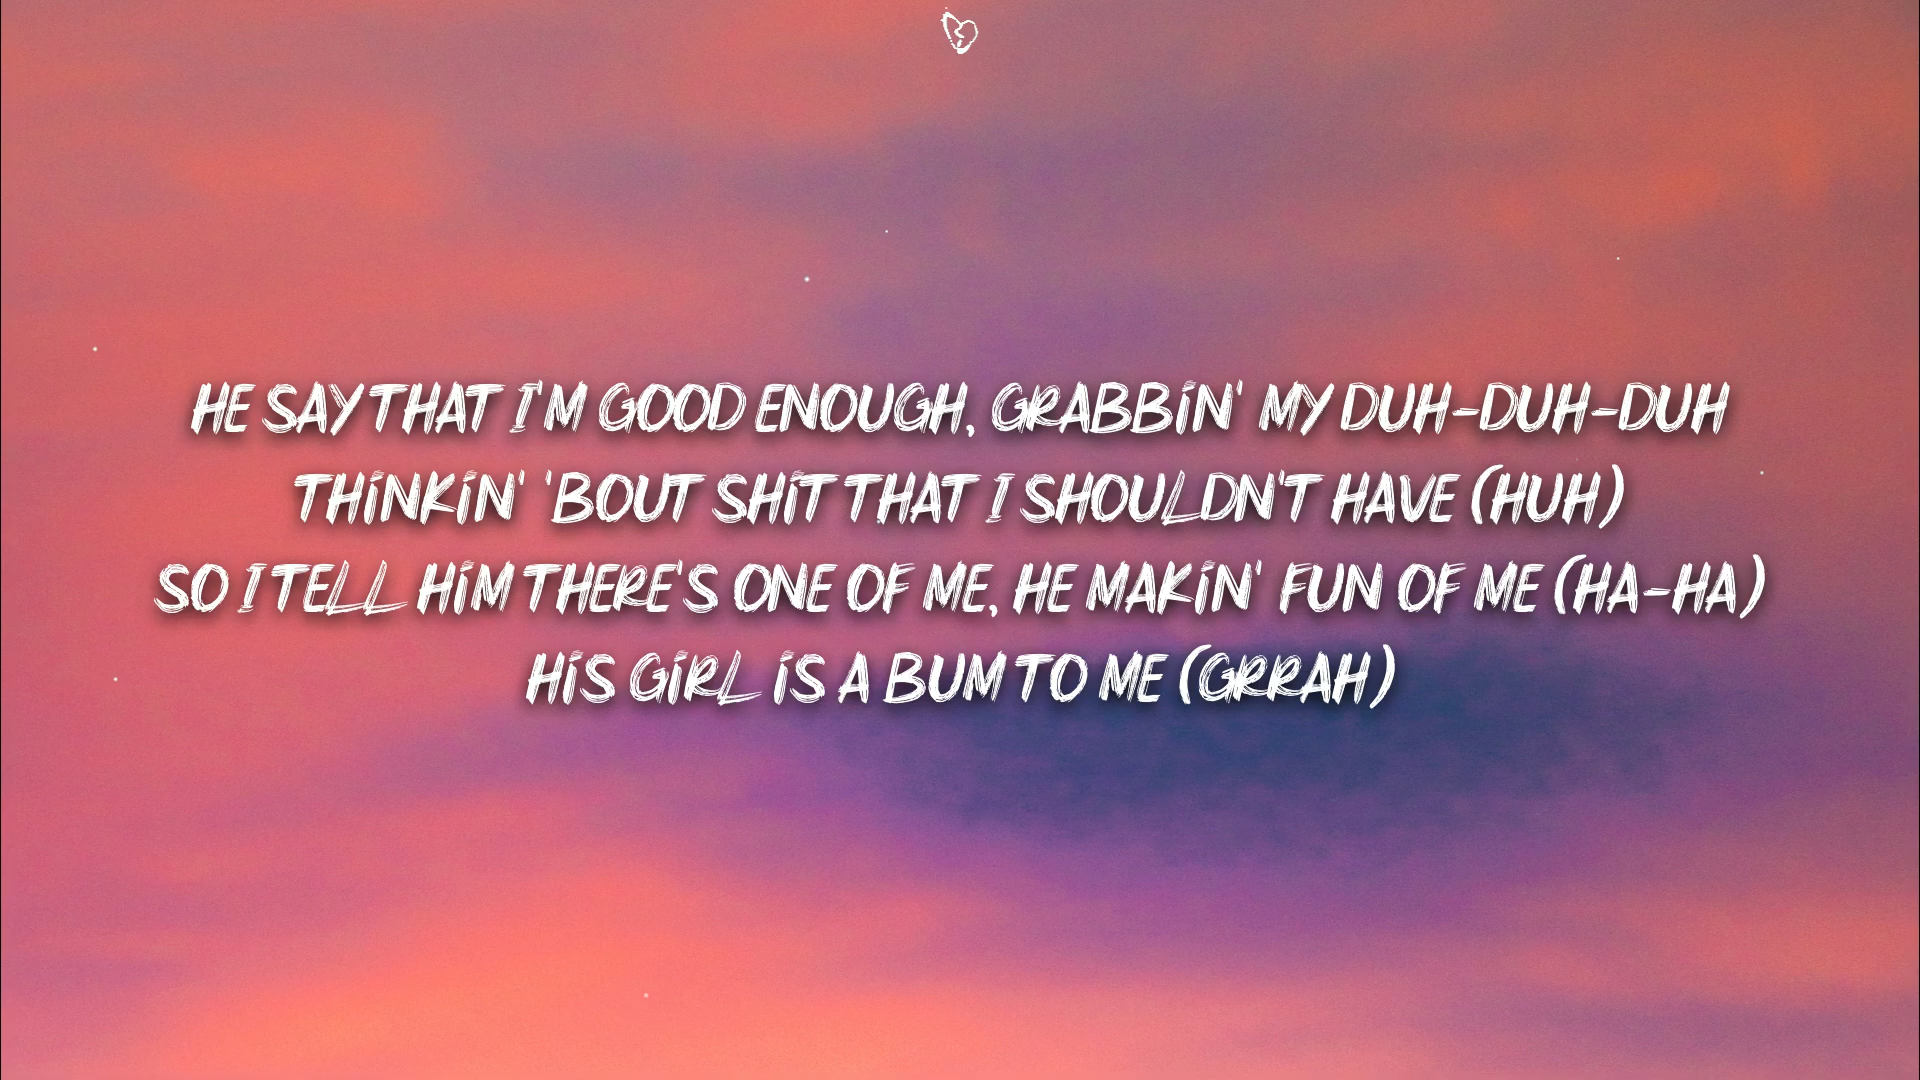 HE SAY THAT I'M GOOD ENOUGH, GRABBIN' MY DUH-DUH-DUH
THINKIN' 'BOUT SHIT THAT I SHOULDN'T HAVE (HUH)
SO I TELL HIM THERE'S ONE OF ME, HE MAKIN' FUN OF ME (HA-HA)
HIS GIRL IS A BUM TO ME (GRRAH)